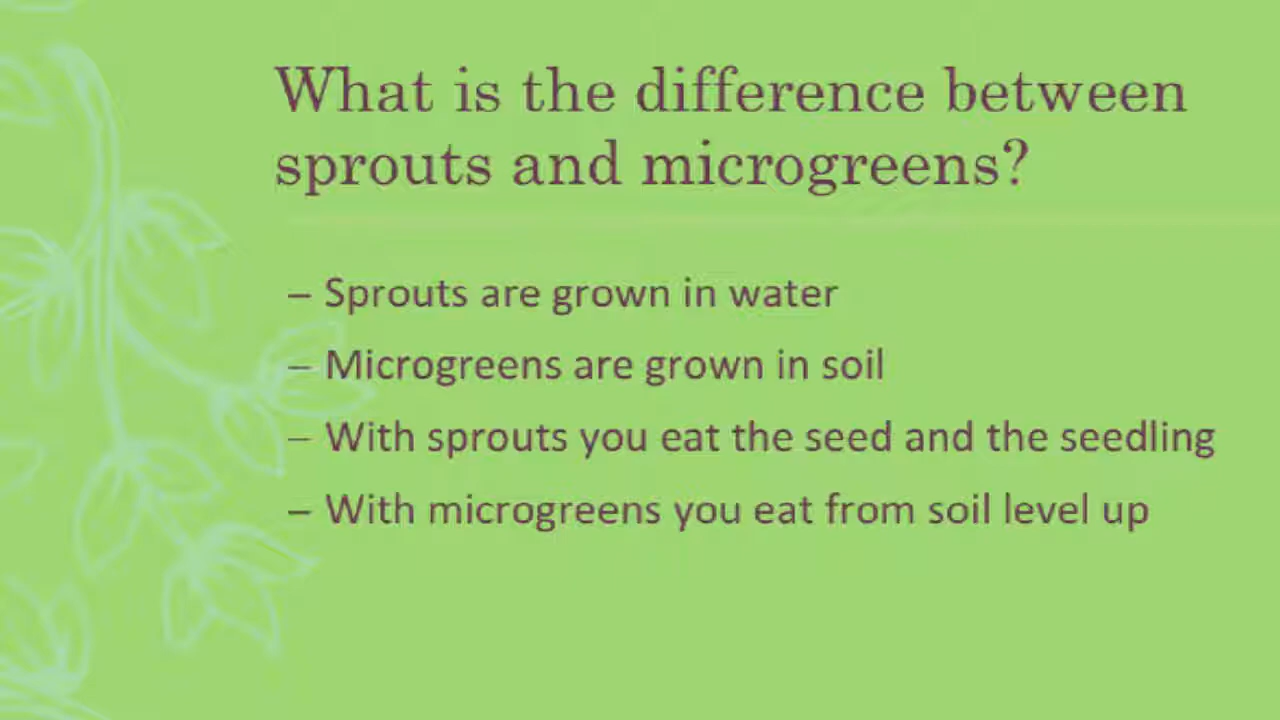 What is the difference between
sprouts and microgreens?
– Sprouts are grown in water
– Microgreens are grown in soil
– With sprouts you eat the seed and the seedling
– With microgreens you eat from soil level up